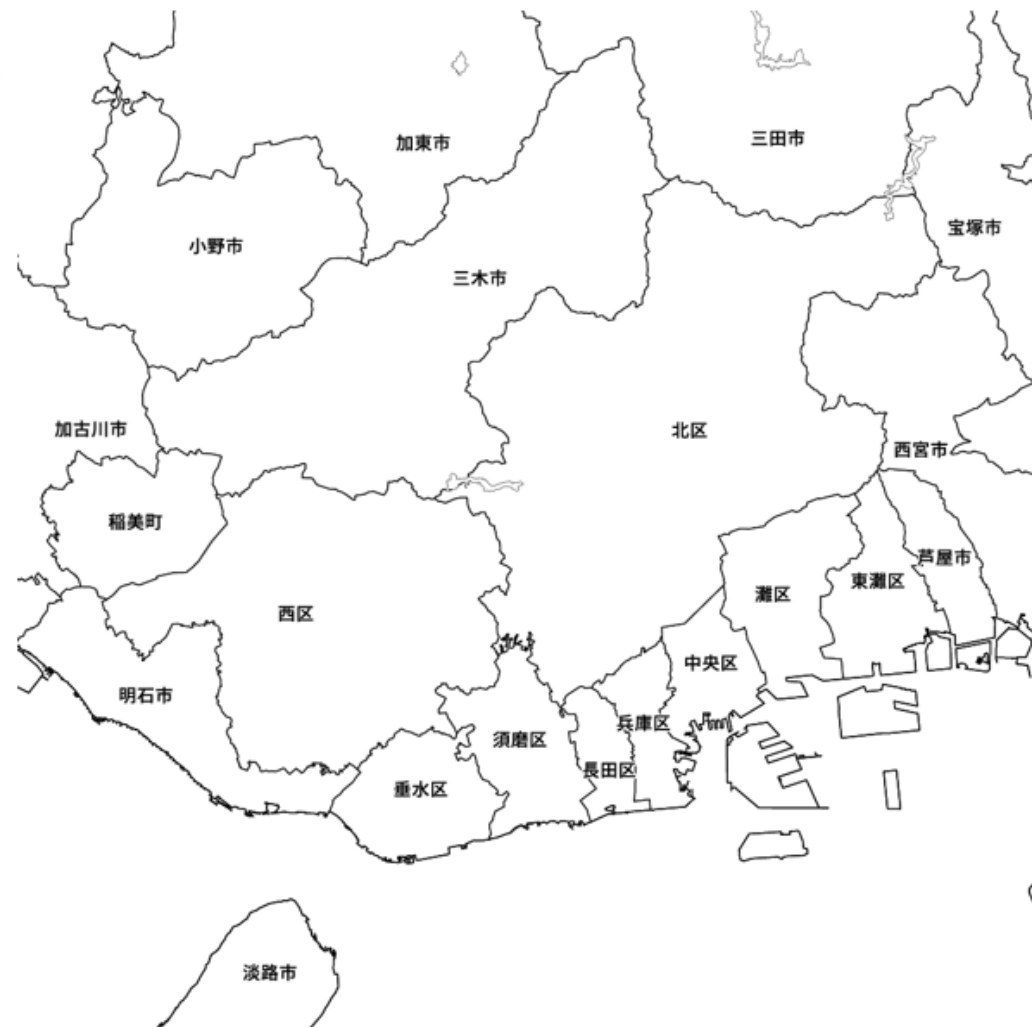 加東市
三田市
宝塚市
小野市
三木市
加古川市
北区
西宮市
稲美町
芦屋市
東灘区
灘区
西区
中央区
明石市
兵庫区
須磨区
長田区
垂水区
淡路市